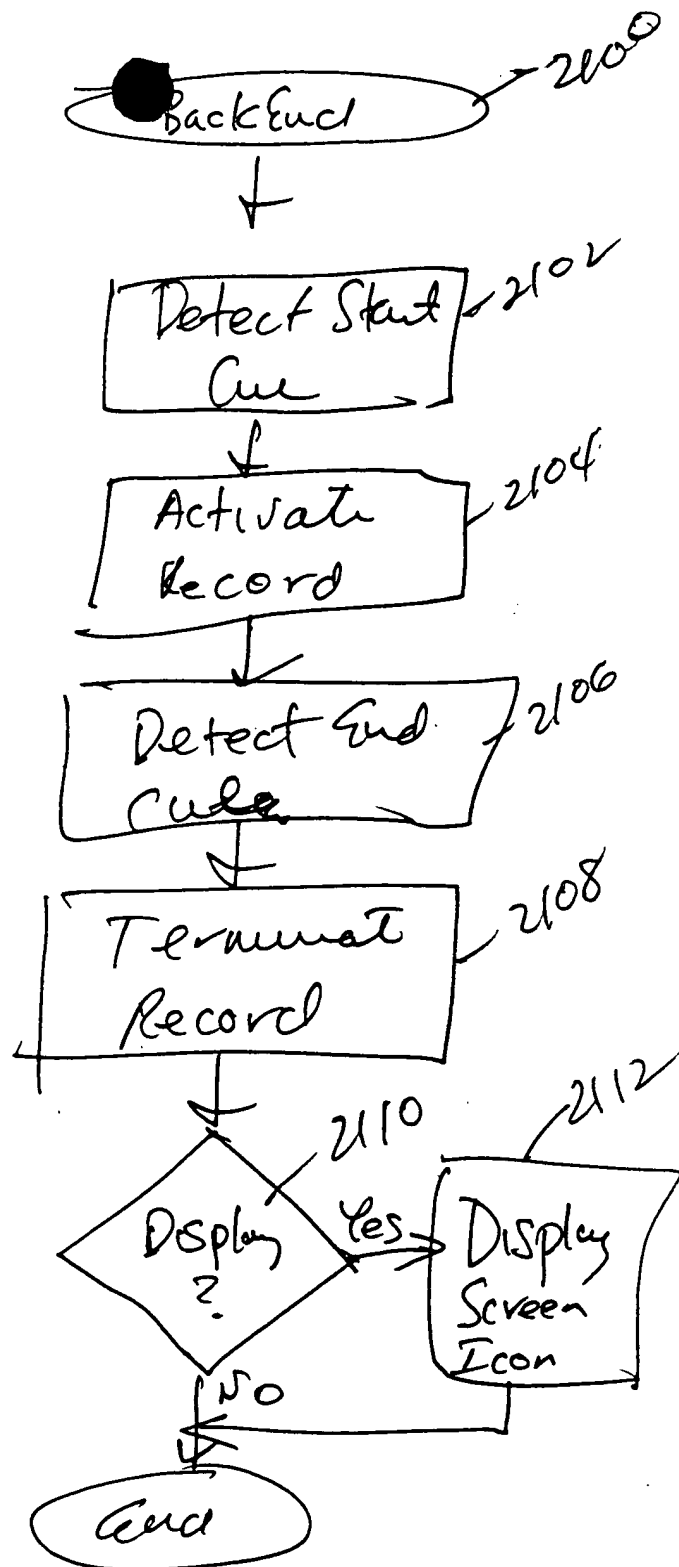 2100
BackEnd
2102
Detect Start
Cue
2104
Activate
Record
2106
Detect End
Cue
2108
Terminat
Record
2110
2112
Display
?
Yes
Display
Screen
Icon
No
End